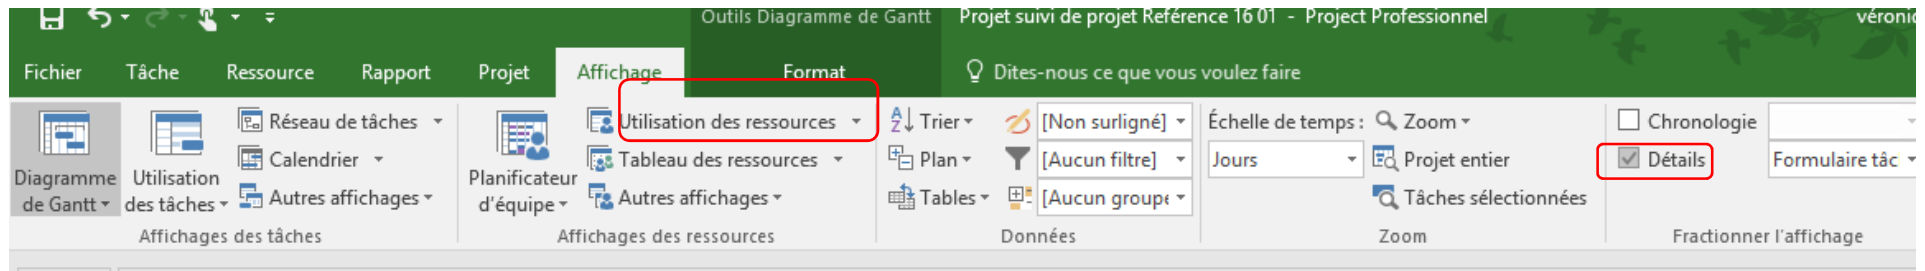 Outils Diagramme de Gantt Projet suivi de projet Reférence 16 01 - Project Professionnel
Fichier Tâche Ressource Rapport Projet Affichage Format Dites-nous ce que vous voulez faire
Diagramme de Gantt
Utilisation des tâches
Réseau de tâches
Calendrier
Autres affichages
Affichages des tâches
Planificateur d'équipe
Utilisation des ressources
Tableau des ressources
Autres affichages
Affichages des ressources
Trier
Plan
Tables
[Non surligné]
[Aucun filtre]
[Aucun groupe
Données
Échelle de temps :
Jours
Zoom
Projet entier
Tâches sélectionnées
Zoom
Chronologie
Détails
Formulaire tâc
Fractionner l'affichage